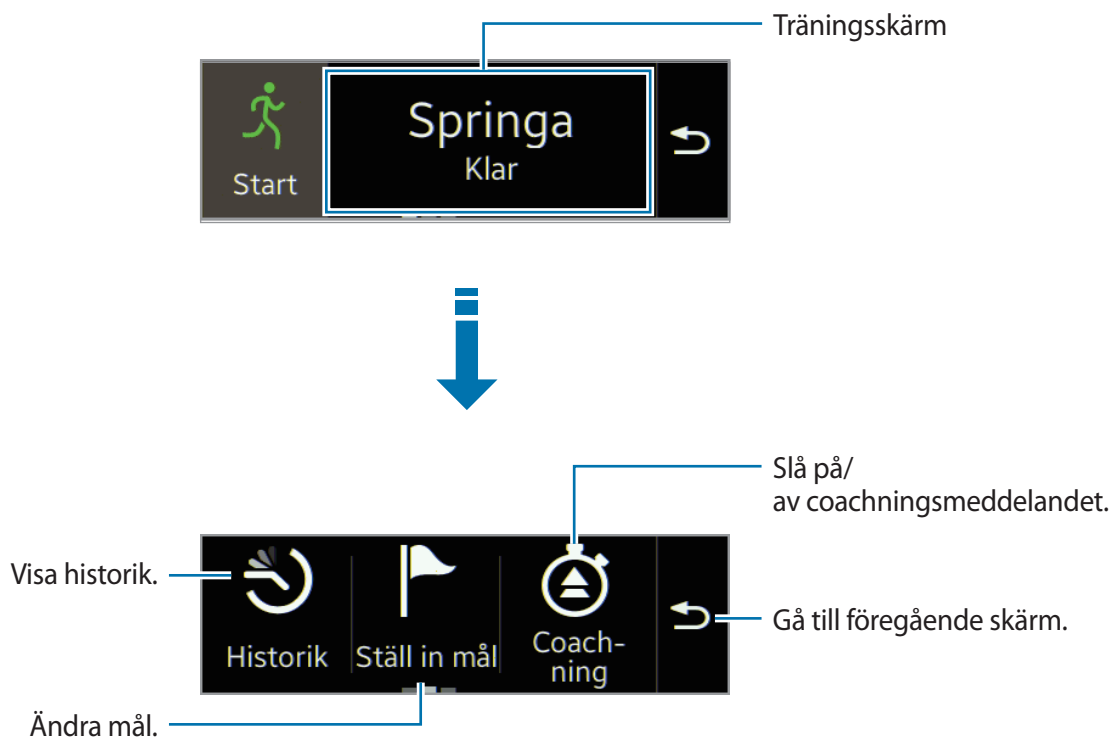 Träningsskärm
Springa
Klar
Start
Slå på/
av coachningsmeddelandet.
Visa historik.
Gå till föregående skärm.
Historik
Ställ in mål
Coach-
ning
Ändra mål.